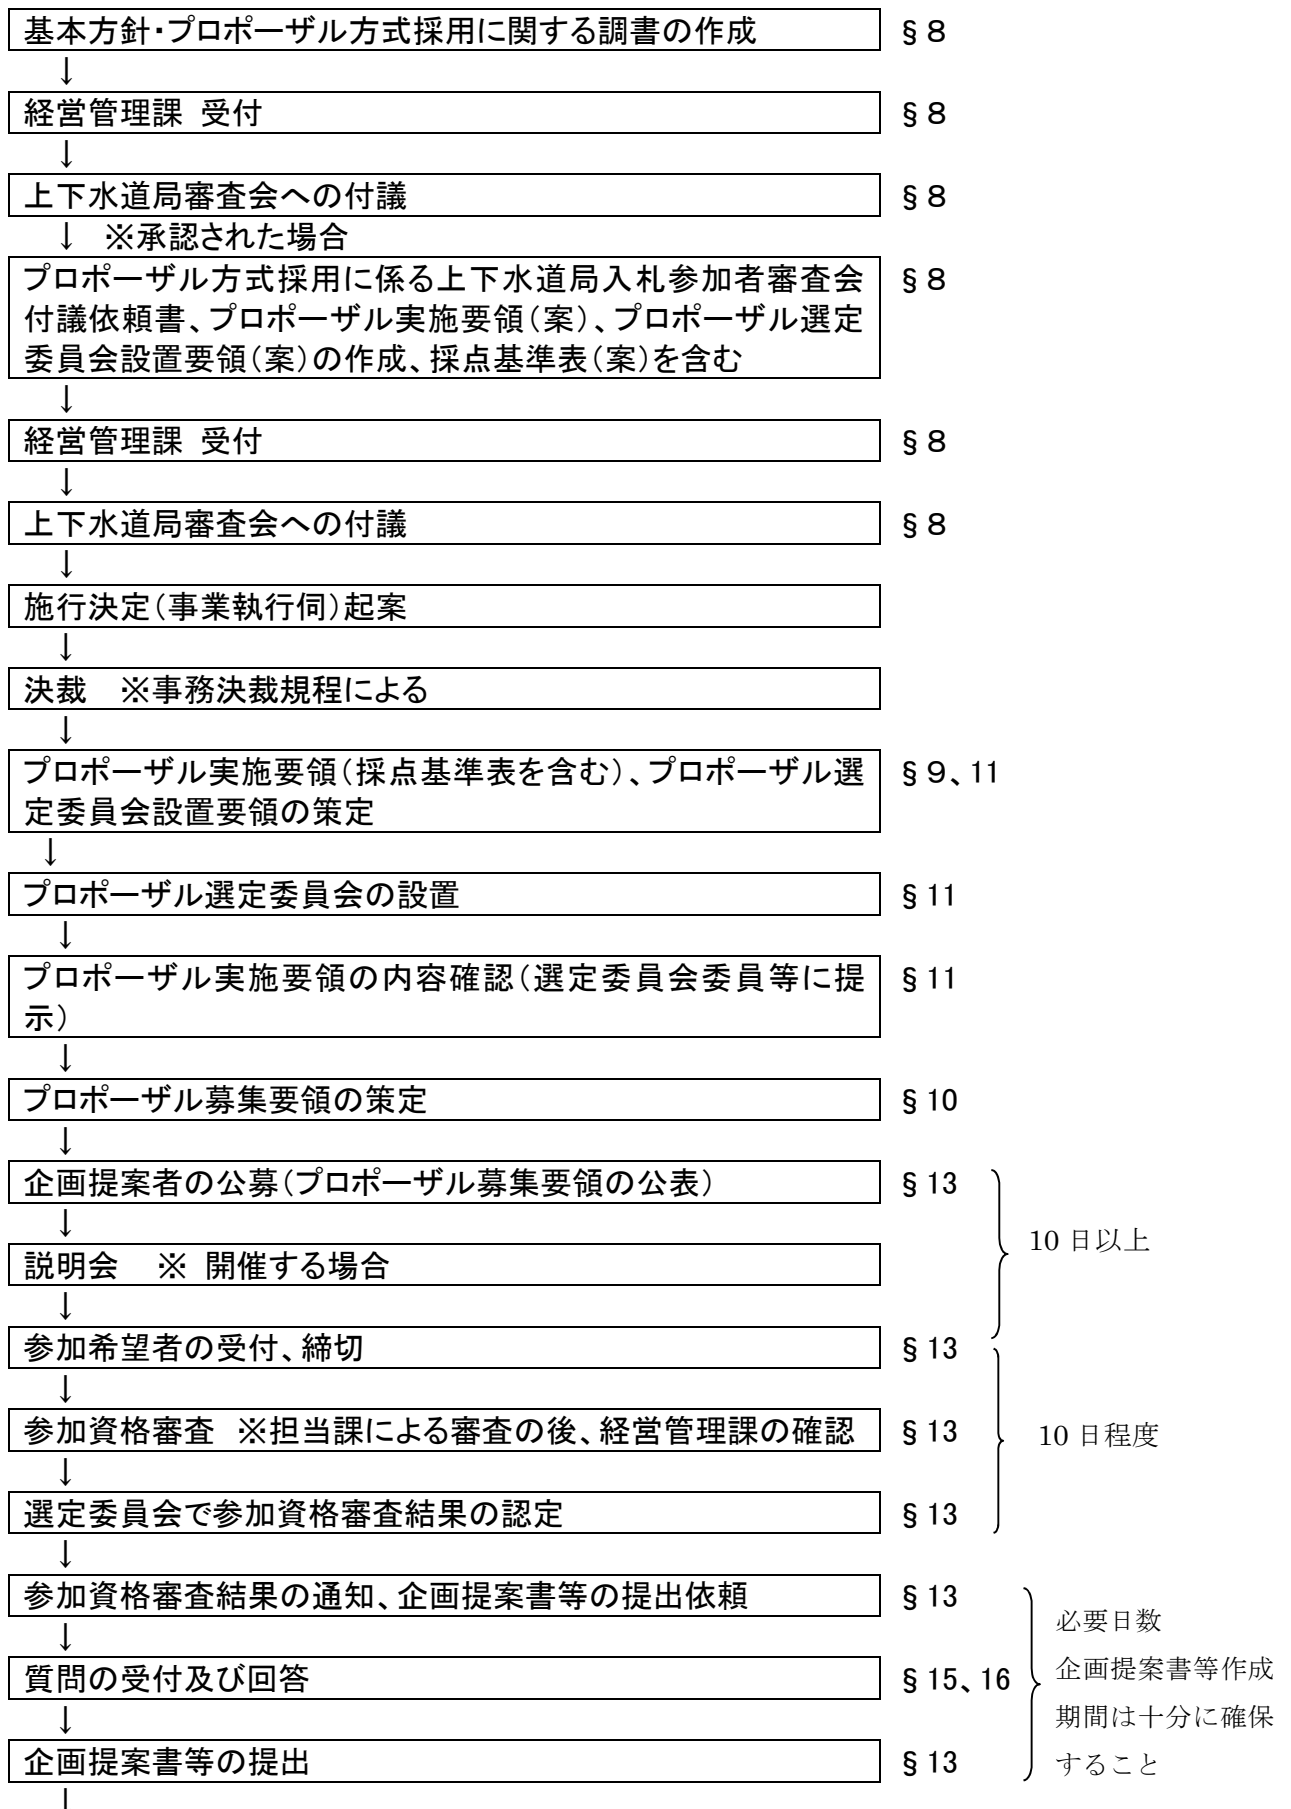 基本方針・プロポーザル方式採用に関する調書の作成 §８
↓
経営管理課 受付 §８
↓
上下水道局審査会への付議 §８
↓ ※承認された場合
プロポーザル方式採用に係る上下水道局入札参加者審査会 §８
付議依頼書、プロポーザル実施要領（案）、プロポーザル選定
委員会設置要領（案）の作成、採点基準表（案）を含む
↓
経営管理課 受付 §８
↓
上下水道局審査会への付議 §８
↓
施行決定（事業執行伺）起案
↓
決裁　※事務決裁規程による
↓
プロポーザル実施要領（採点基準表を含む）、プロポーザル選 §９、11
定委員会設置要領の策定
↓
プロポーザル選定委員会の設置 §11
↓
プロポーザル実施要領の内容確認（選定委員会委員等に提 §11
示）
↓
プロポーザル募集要領の策定 §10
↓
企画提案者の公募（プロポーザル募集要領の公表） §13
↓
10 日以上
説明会　※ 開催する場合
↓
参加希望者の受付、締切 §13
↓
参加資格審査 ※担当課による審査の後、経営管理課の確認 §13
10 日程度
↓
選定委員会で参加資格審査結果の認定 §13
↓
参加資格審査結果の通知、企画提案書等の提出依頼 §13
↓
質問の受付及び回答 §15、16
↓
企画提案書等の提出 §13
必要日数
企画提案書等作成
期間は十分に確保
すること